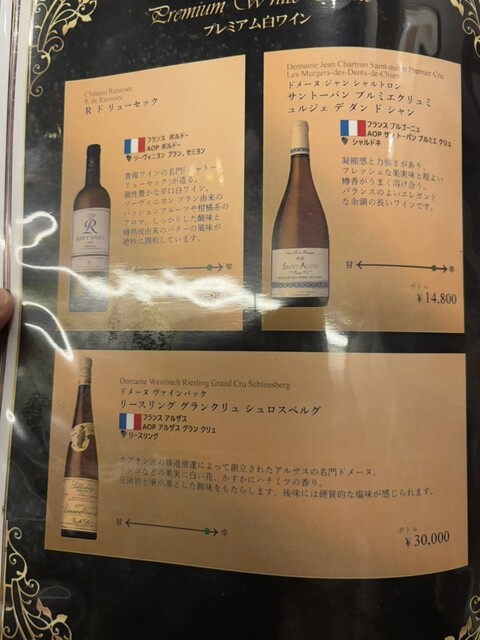 Premium White
プレミアム白ワイン
Château Rieussec
R de Rieussec
R ド リューセック
フランス ボルドー
AOP ボルドー
ソーヴィニヨン ブラン、セミヨン
貴腐ワインの名門「シャトー
リューセック」が造る、
個性豊かな辛口白ワイン。
ソーヴィニヨン ブラン由来の
パッションフルーツや柑橘系の
アロマ、しっかりした酸味と
樽熟成由来のバターの風味が
絶妙に調和しています。
辛
Domaine Jean Chartron Saint-aubin Premier Cru
Les Murgers-des-Dents-de-Chien
ドメーヌ ジャン シャルトロン
サントーバン プルミエクリュミ
ュルジェ デ ダン ド シャン
フランス ブルゴーニュ
AOP サン トーバン プルミエ クリュ
シャルドネ
凝縮感と力強さがあり、
フレッシュな果実味と程よい
樽香がうまく溶け合う、
バランスのよいエレガント
な余韻の長いワインです。
甘 辛
ボトル
¥14,800
Domaine Weinbach Riesling Grand Cru Schlossberg
ドメーヌ ヴァインバック
リースリング グランクリュ シュロスベルグ
フランス アルザス
AOP アルザス グラン クリュ
リースリング
カプチン派の修道僧達によって創立されたアルザスの名門ドメーヌ。
などの果実に白い花、かすかにハチミツの香り。
花崗岩土壌が凛とした酸味をもたらします。後味には硬質的な塩味が感じられます。
甘 辛
ボトル
¥30,000
R
RIEUSSEC
SAINT-AUBIN